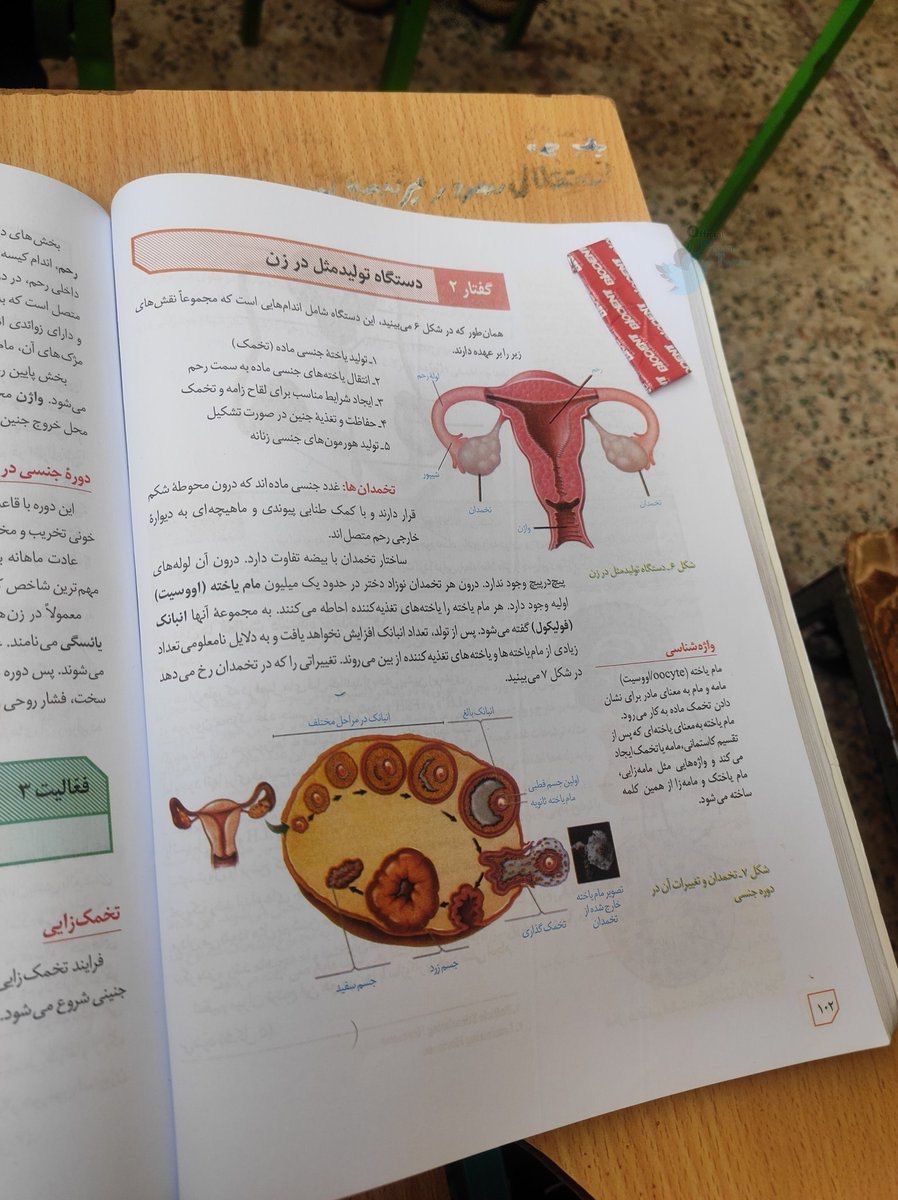 گفتار ۲
دستگاه تولیدمثل در زن
همان‌طور که در شکل ۶ می‌بینید، این دستگاه شامل اندام‌هایی است که مجموعاً نقش‌های
زیر را بر عهده دارند.
۱ـ تولید یاختهٔ جنسی ماده (تخمک)
۲ـ انتقال یاخته‌های جنسی ماده به سمت رحم
۳ـ ایجاد شرایط مناسب برای لقاح زامه و تخمک
۴ـ حفاظت و تغذیهٔ جنین در صورت تشکیل
۵ـ تولید هورمون‌های جنسی زنانه
BIODENT
BIODENT
رحم
لولهٔ رحم
شیپور
تخمدان
تخمدان
واژن
شکل ۶ـ دستگاه تولیدمثل در زن
تخمدان‌ها: غدد جنسی ماده‌اند که درون محوطهٔ شکم
قرار دارند و با کمک طنابی پیوندی و ماهیچه‌ای به دیوارهٔ
خارجی رحم متصل‌اند.
ساختار تخمدان با بیضه تفاوت دارد. درون آن لوله‌های
پیچ‌درپیچ وجود ندارد. درون هر تخمدان نوزاد دختر در حدود یک میلیون مام یاخته (اووسیت)
اولیه وجود دارد. هر مام یاخته را یاخته‌های تغذیه‌کننده احاطه می‌کنند. به مجموعهٔ آنها انبانک
(فولیکول) گفته می‌شود. پس از تولد، تعداد انبانک افزایش نخواهد یافت و به دلایل نامعلومی تعداد
زیادی از مام‌یاخته‌ها و یاخته‌های تغذیه کننده از بین می‌روند. تغییراتی را که در تخمدان رخ می‌دهد
در شکل ۷ می‌بینید.
واژه‌شناسی
مام یاخته (oocyte/اووسیت)
مامه و مام به معنای مادر برای نشان
دادن تخمک ماده به کار می‌رود.
مام یاخته به معنای یاخته‌ای که پس از
تقسیم کاستمانی، مامه یا تخمک ایجاد
می کند و واژه‌هایی مثل مامه‌زایی،
مام یاختک و مامه‌زا از همین کلمه
ساخته می‌شود.
انبانک بالغ
انبانک در مراحل مختلف
اولین جسم قطبی
مام یاخته ثانویه
تصویر مام یاخته
خارج شده از
تخمدان
تخمک گذاری
جسم زرد
جسم سفید
شکل ۷ـ تخمدان و تغییرات آن در
دوره جنسی
۱۰۲
بخش‌های د
رحم، اندام کیسه
داخلی رحم، در د
متصل است که ب
و دارای زوائدی ا
مژک‌های آن، مام
بخش پایین ر
می‌شود. واژن مح
محل خروج جنین
دورهٔ جنسی در
این دوره با قاعد
خونی تخریب و مخ
عادت ماهانه ب
مهم‌ترین شاخص ک
معمولاً در زن‌ه
یائسگی می‌نامند. ع
می‌شوند. پس دوره
سخت، فشار روحی و
فعالیت ۳
تخمک‌زایی
فرایند تخمک‌زایی
جنینی شروع می‌شود.